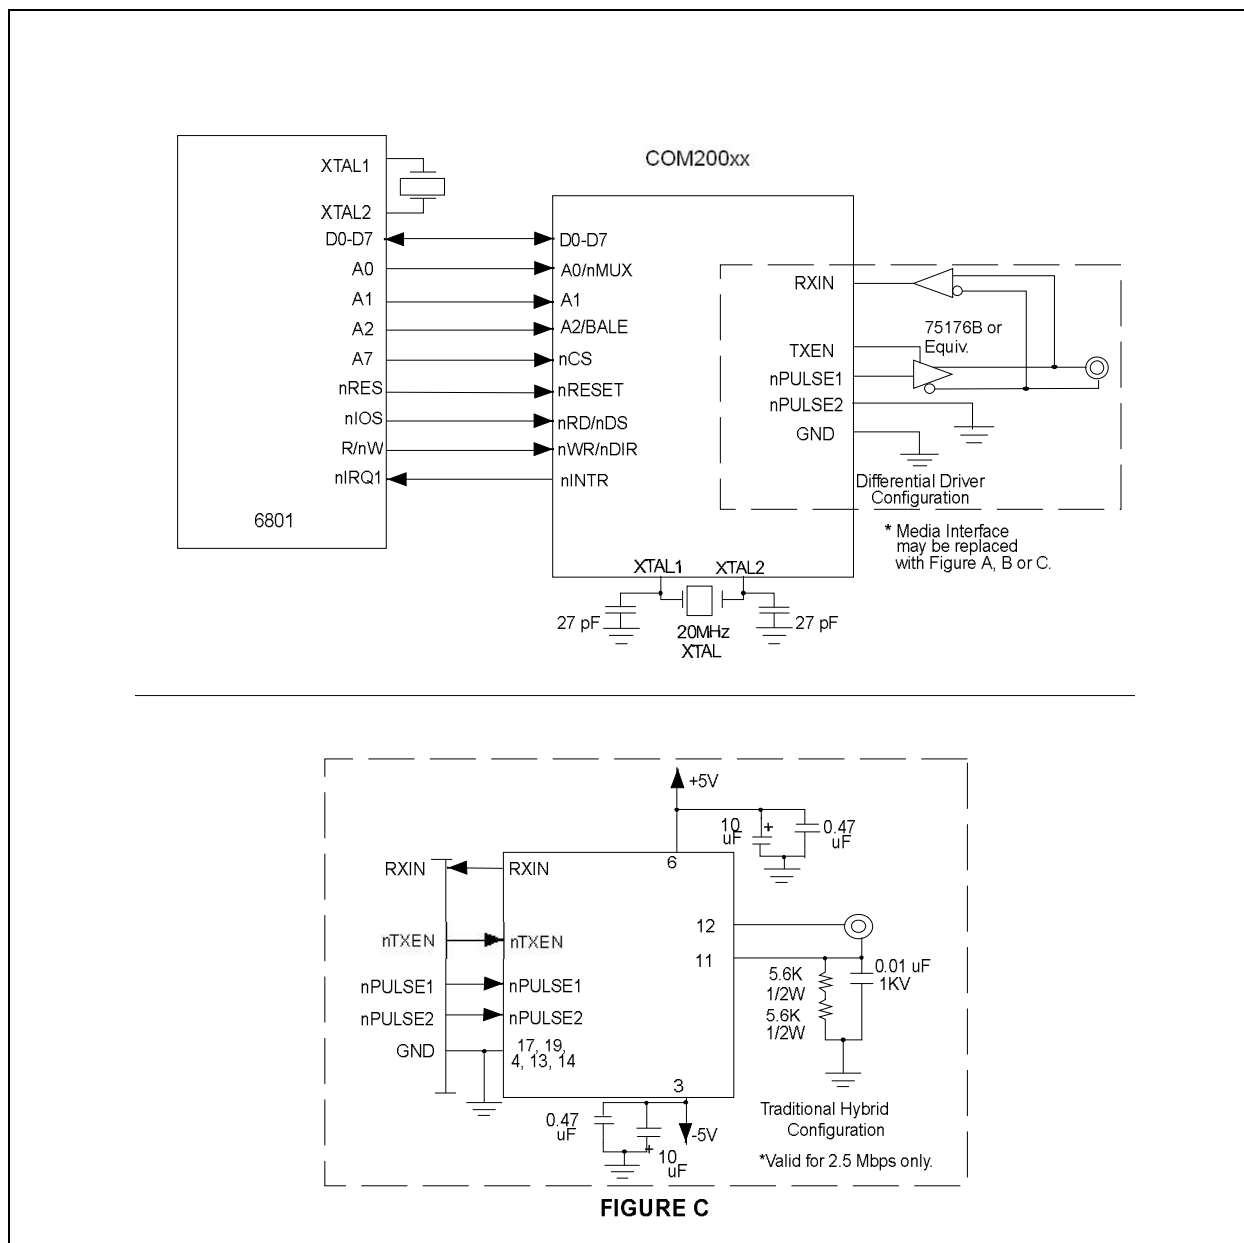 COM200xx
XTAL1
XTAL2
D0-D7
A0
A1
A2
A7
nRES
nIOS
R/nW
nIRQ1
6801
D0-D7
A0/nMUX
A1
A2/BALE
nCS
nRESET
nRD/nDS
nWR/nDIR
nINTR
RXIN
TXEN
nPULSE1
nPULSE2
GND
75176B or
Equiv.
Differential Driver
Configuration
* Media Interface
may be replaced
with Figure A, B or C.
XTAL1
XTAL2
27 pF
20MHz
XTAL
27 pF
+5V
10
uF
+
0.47
uF
6
RXIN
nTXEN
nPULSE1
nPULSE2
GND
RXIN
nTXEN
nPULSE1
nPULSE2
17, 19,
4, 13, 14
12
11
5.6K
1/2W
5.6K
1/2W
0.01 uF
1KV
3
0.47
uF
+
10
uF
-5V
Traditional Hybrid
Configuration
*Valid for 2.5 Mbps only.
FIGURE C